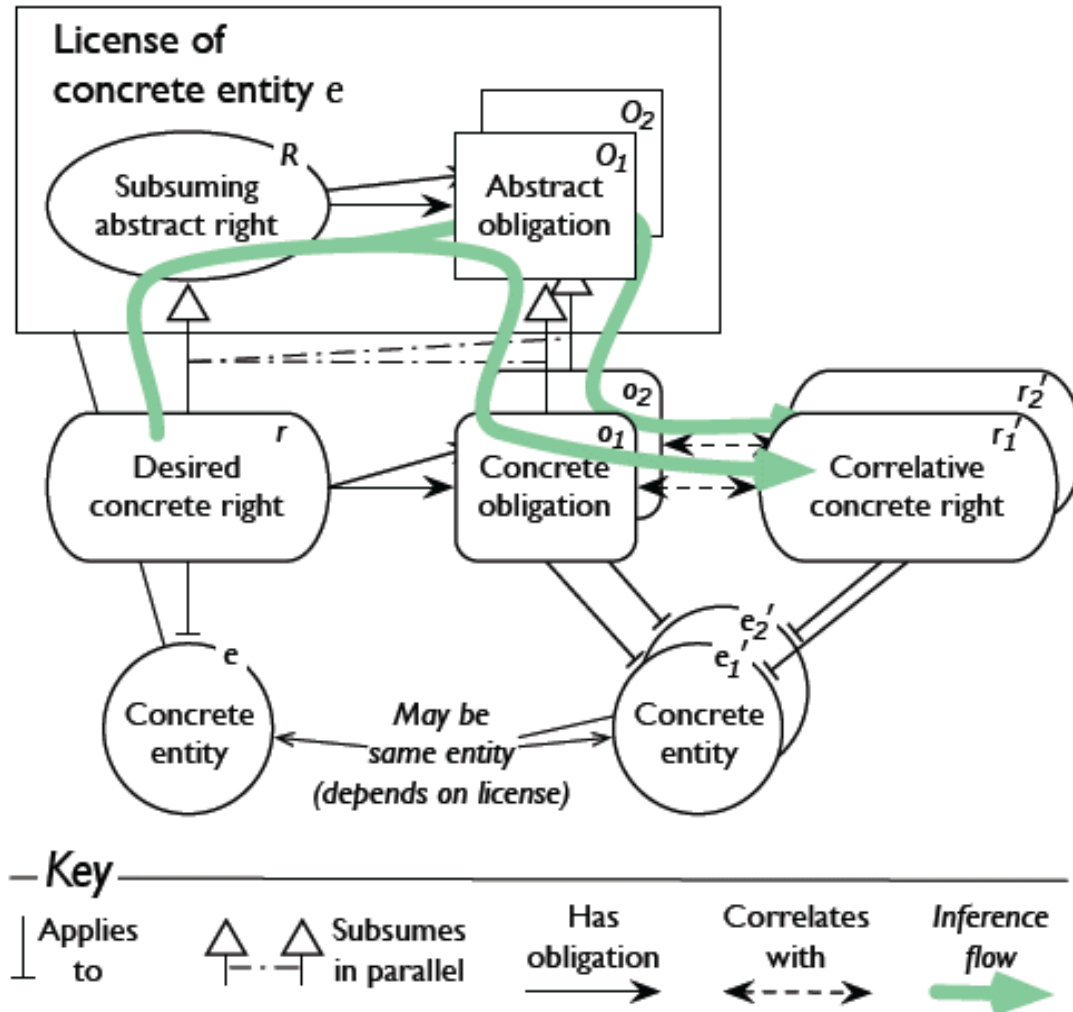 License of
concrete entity e
R
Subsuming
abstract right
O2
O1
Abstract
obligation
r
Desired
concrete right
o2
o1
Concrete
obligation
r2′
r1′
Correlative
concrete right
e
Concrete
entity
May be
same entity
(depends on license)
e2′
e1′
Concrete
entity
Key
Applies
to
Subsumes
in parallel
Has
obligation
Correlates
with
Inference
flow